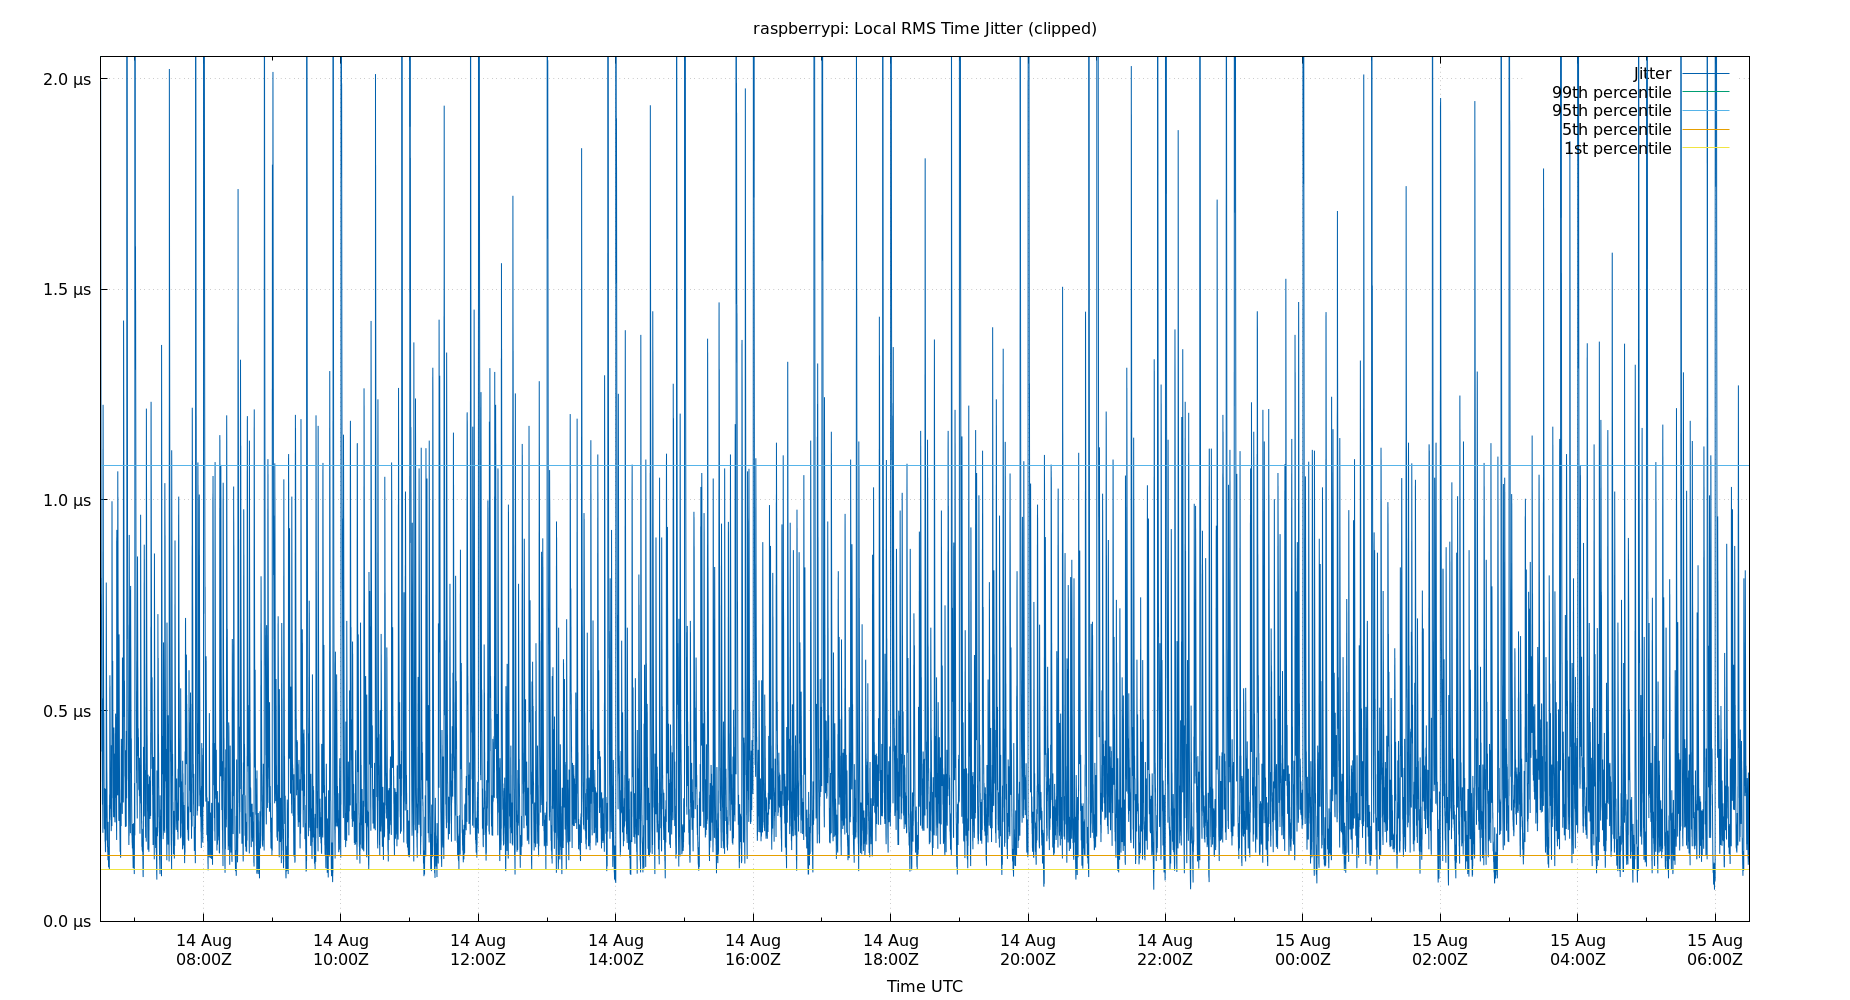 raspberrypi: Local RMS Time Jitter (clipped)
2.0 µs
1.5 µs
1.0 µs
0.5 µs
0.0 µs
Jitter
99th percentile
95th percentile
5th percentile
1st percentile
14 Aug 14 Aug 14 Aug 14 Aug 14 Aug 14 Aug 14 Aug 14 Aug 15 Aug 15 Aug 15 Aug 15 Aug
08:00Z 10:00Z 12:00Z 14:00Z 16:00Z 18:00Z 20:00Z 22:00Z 00:00Z 02:00Z 04:00Z 06:00Z
Time UTC